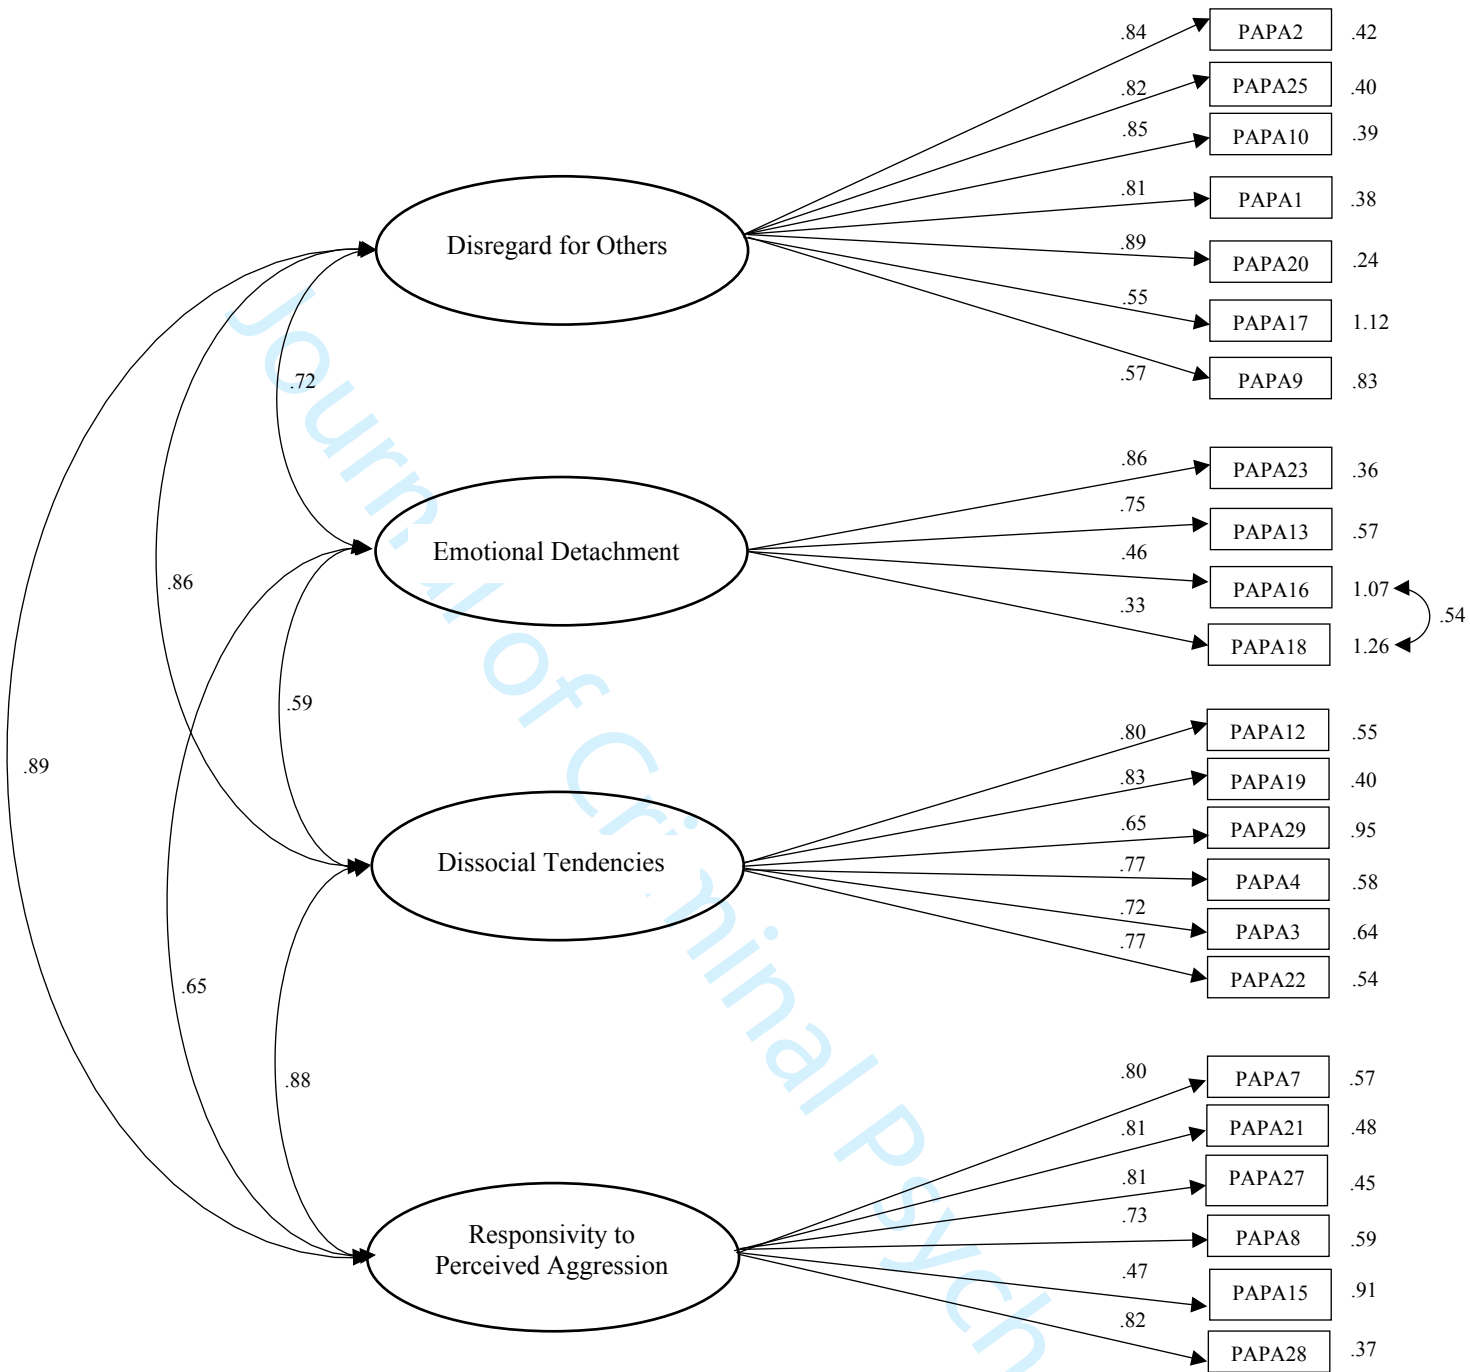 .84 PAPA2 .42
.82 PAPA25 .40
.85 PAPA10 .39
.81 PAPA1 .38
Disregard for Others
.89 PAPA20 .24
.55 PAPA17 1.12
.57 PAPA9 .83
.72
.86 PAPA23 .36
.75 PAPA13 .57
Emotional Detachment
.46 PAPA16 1.07
.54
.33 PAPA18 1.26
.86
.59
.80 PAPA12 .55
.89
.83 PAPA19 .40
.65 PAPA29 .95
Dissocial Tendencies
.77 PAPA4 .58
.72 PAPA3 .64
.77 PAPA22 .54
.65
.88
.80 PAPA7 .57
.81 PAPA21 .48
.81 PAPA27 .45
.73 PAPA8 .59
Responsivity to
Perceived Aggression
.47 PAPA15 .91
.82 PAPA28 .37
Journal of Criminal Psych